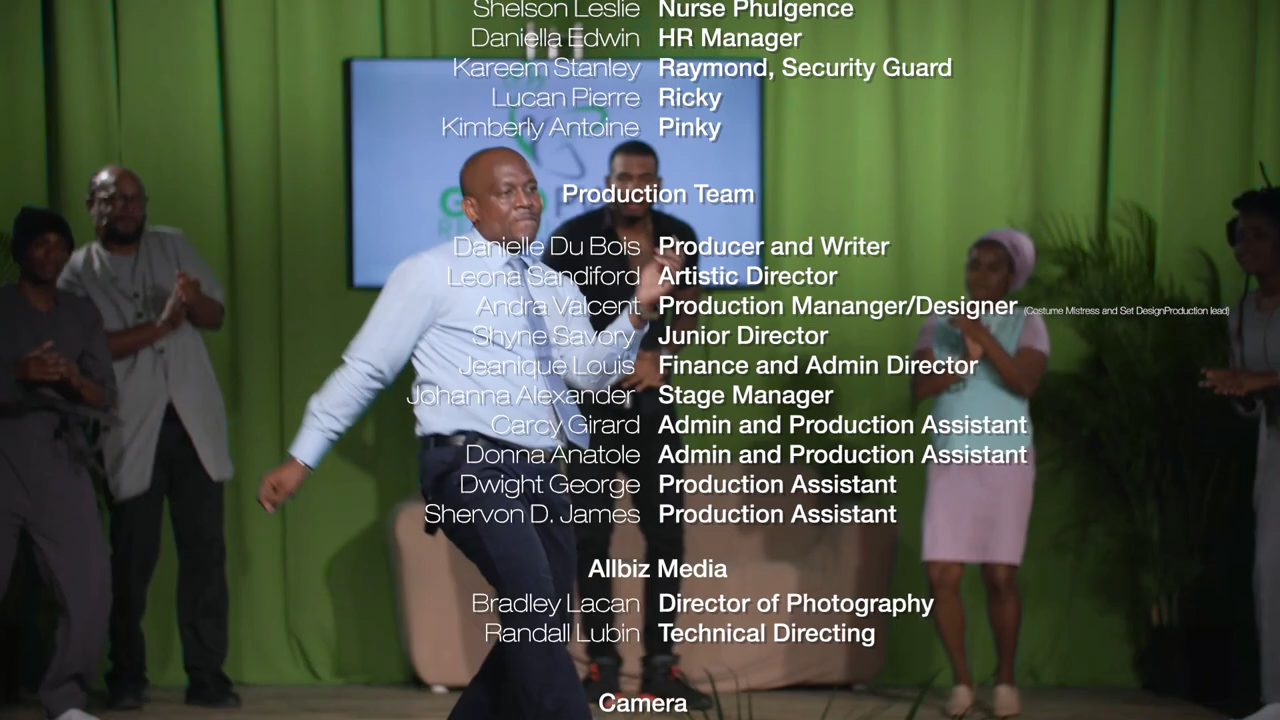 Shelson Leslie Nurse Phulgence
Daniella Edwin HR Manager
Kareem Stanley Raymond, Security Guard
Lucan Pierre Ricky
Kimberly Antoine Pinky
Production Team
Danielle Du Bois Producer and Writer
Leona Sandiford Artistic Director
Andra Valcent Production Mananger/Designer (Costume Mistress and Set DesignProduction lead)
Shyne Savory Junior Director
Jeanique Louis Finance and Admin Director
Johanna Alexander Stage Manager
Carcy Girard Admin and Production Assistant
Donna Anatole Admin and Production Assistant
Dwight George Production Assistant
Shervon D. James Production Assistant
Allbiz Media
Bradley Lacan Director of Photography
Randall Lubin Technical Directing
Camera